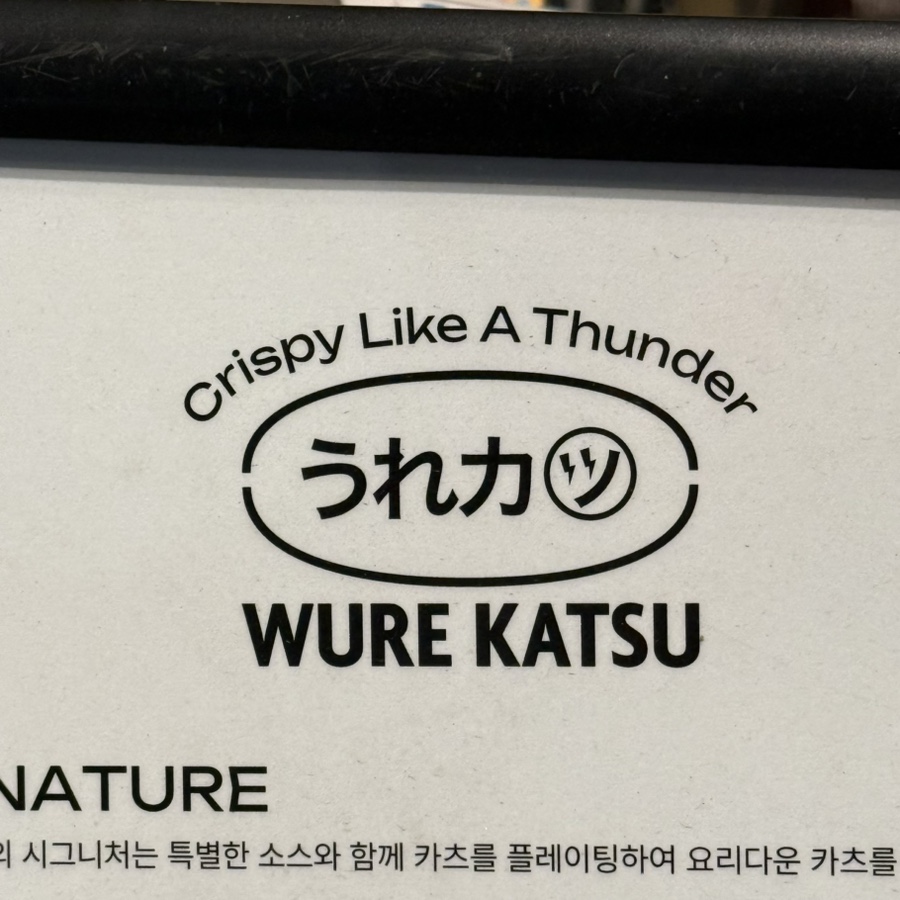 Crispy Like A Thunder
うれカツ
WURE KATSU
NATURE
의 시그니처는 특별한 소스와 함께 카츠를 플레이팅하여 요리다운 카츠를